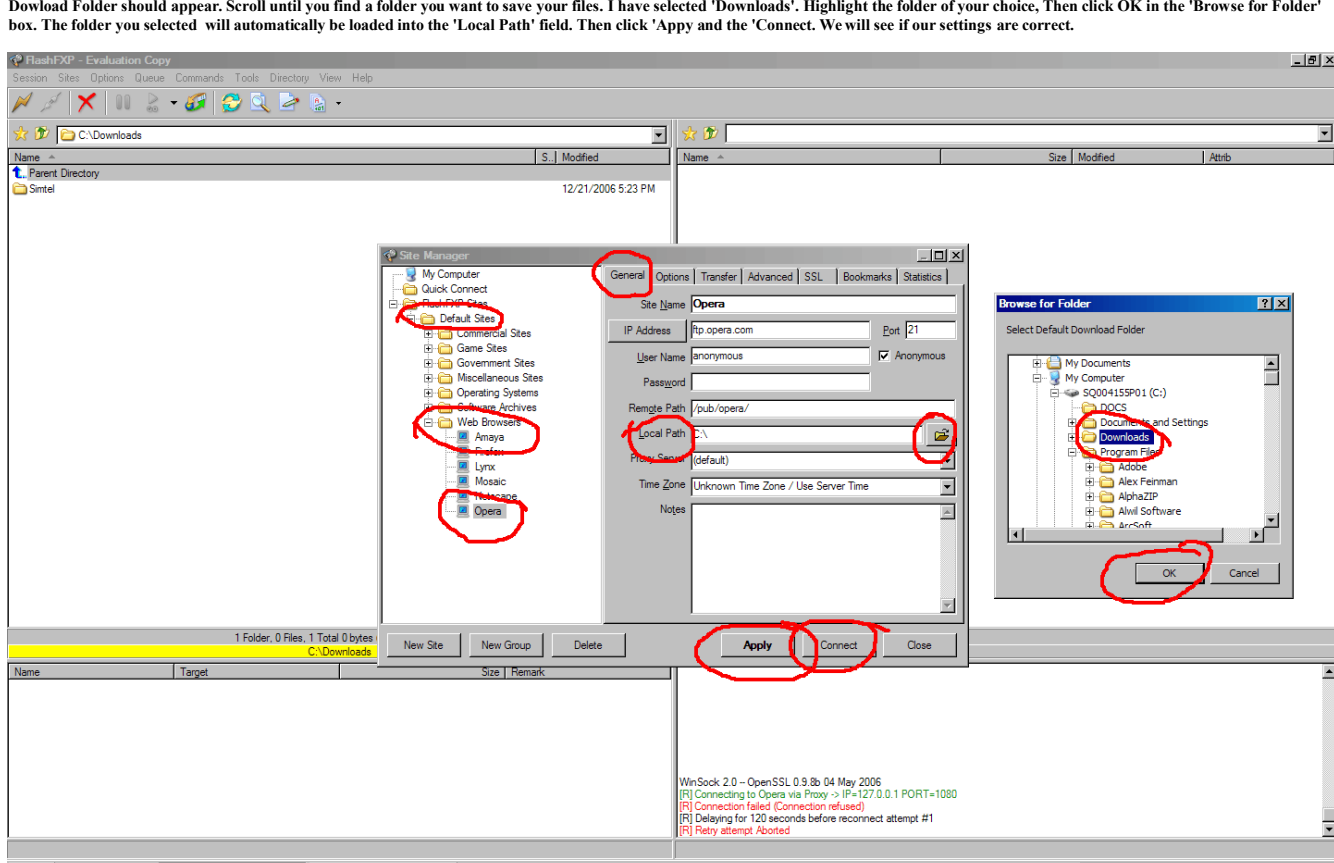 Dowload Folder should appear. Scroll until you find a folder you want to save your files. I have selected 'Downloads'. Highlight the folder of your choice, Then click OK in the 'Browse for Folder'
box. The folder you selected will automatically be loaded into the 'Local Path' field. Then click 'Appy and the 'Connect. We will see if our settings are correct.
FlashFXP - Evaluation Copy
Session Sites Options Queue Commands Tools Directory View Help
C:\Downloads
Name S.. Modified
Parent Directory
Simtel 12/21/2006 5:23 PM
Name Size Modified Attrib
Site Manager
My Computer
Quick Connect
FlashFXP Sites
Default Sites
Commercial Sites
Game Sites
Government Sites
Miscellaneous Sites
Operating Systems
Software Archives
Web Browsers
Amaya
Firefox
Lynx
Mosaic
Netscape
Opera
General Options Transfer Advanced SSL Bookmarks Statistics
Site Name Opera
IP Address ftp.opera.com Port 21
User Name anonymous Anonymous
Password
Remote Path /pub/opera/
Local Path C:\
Proxy Server (default)
Time Zone Unknown Time Zone / Use Server Time
Notes
New Site New Group Delete Apply Connect Close
Browse for Folder
Select Default Download Folder
My Documents
My Computer
SQ004155P01 (C:)
DOCS
Documents and Settings
Downloads
Program Files
Adobe
Alex Feinman
AlphaZIP
Alwil Software
ArcSoft
OK Cancel
1 Folder, 0 Files, 1 Total 0 bytes
C:\Downloads
Name Target Size Remark
WinSock 2.0 -- OpenSSL 0.9.8b 04 May 2006
[R] Connecting to Opera via Proxy -> IP=127.0.0.1 PORT=1080
[R] Connection failed (Connection refused)
[R] Delaying for 120 seconds before reconnect attempt #1
[R] Retry attempt Aborted